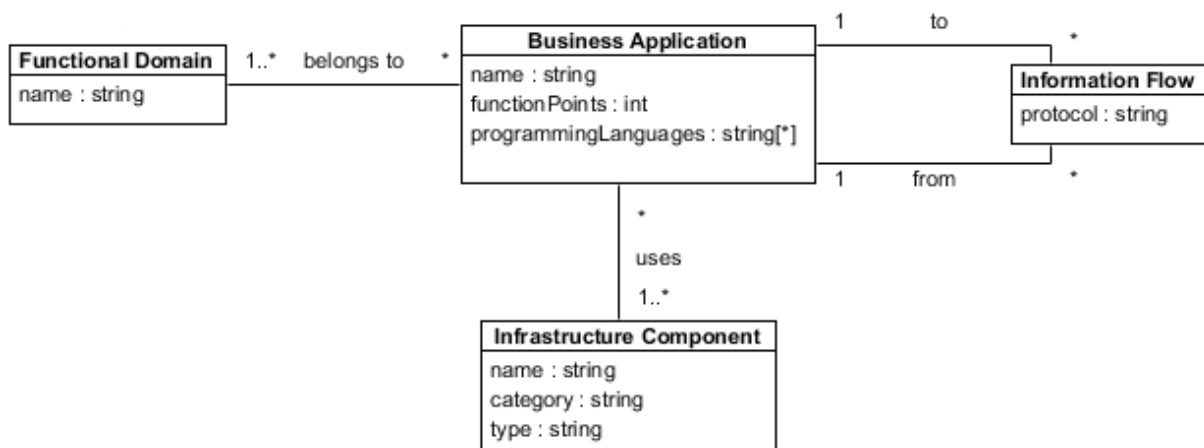 Functional Domain
name : string
1..* belongs to *
Business Application
name : string
functionPoints : int
programmingLanguages : string[*]
1 to *
Information Flow
protocol : string
1 from *
*
uses
1..*
Infrastructure Component
name : string
category : string
type : string